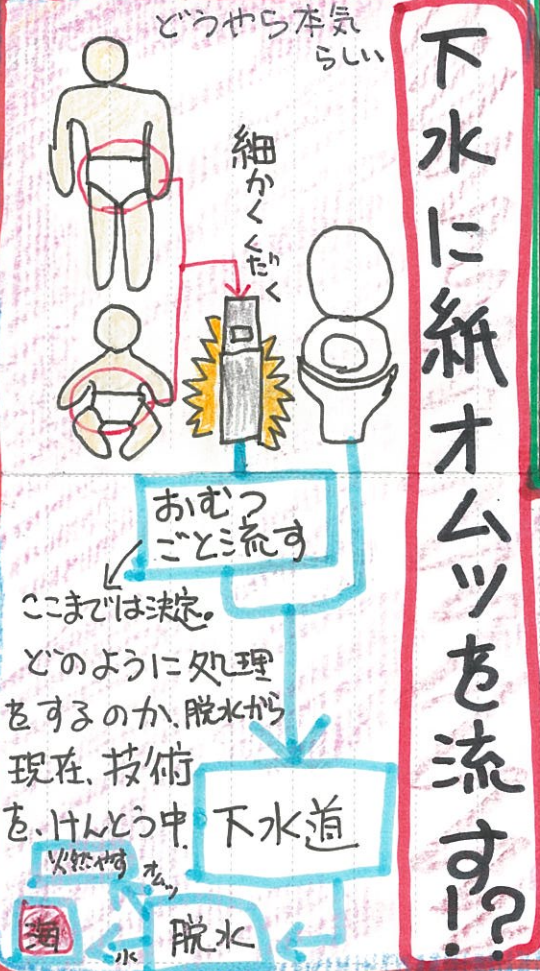 下水に紙オムツを流す!?
どうやら本気
らしい
細かくくだく
おむつ
ごと流す
ここまでは決定。
どのように処理
をするのか、脱水から
現在、技術
を、けんとう中。
下水道
燃やす
オムツ
脱水
水
海